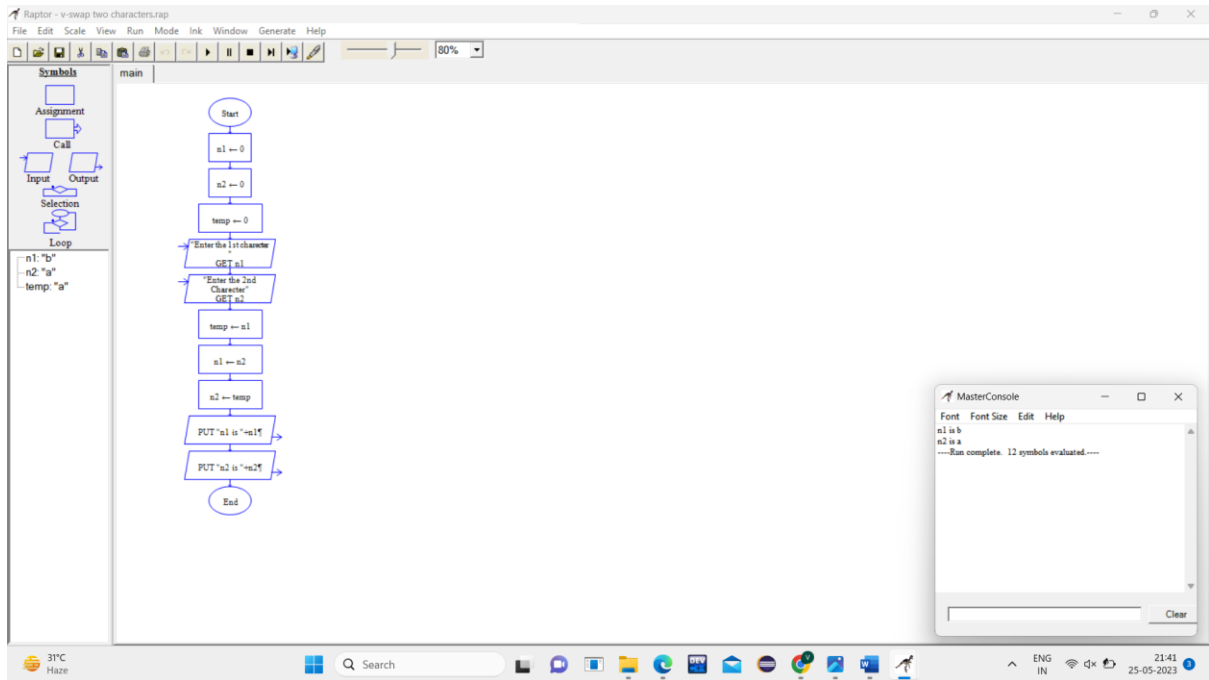 Raptor - v-swap two characters.rap
File Edit Scale View Run Mode Ink Window Generate Help
80%
Symbols
main
Assignment
Call
Input Output
Selection
Loop
n1: "b"
n2: "a"
temp: "a"
Start
n1 ← 0
n2 ← 0
temp ← 0
"Enter the 1st character
"
GET n1
"Enter the 2nd
Charecter"
GET n2
temp ← n1
n1 ← n2
n2 ← temp
PUT "n1 is "+n1¶
PUT "n2 is "+n2¶
End
MasterConsole
Font Font Size Edit Help
n1 is b
n2 is a
----Run complete. 12 symbols evaluated.----
Clear
31°C
Haze
Search
DEV
ENG
IN
21:41
25-05-2023
3